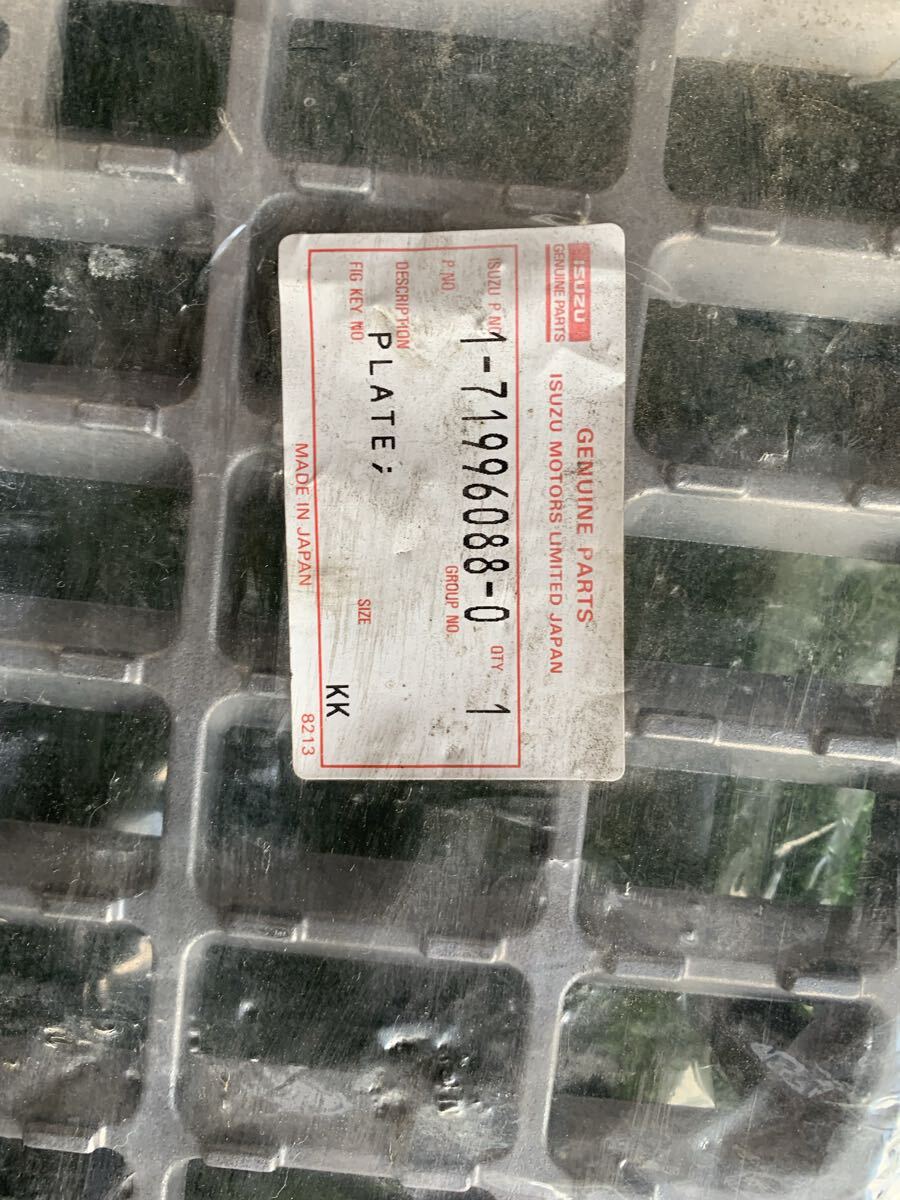 ISUZU
GENUINE PARTS
GENUINE PARTS
ISUZU MOTORS LIMITED JAPAN
ISUZU P.NO.
QTY
1-71996088-0
1
P. NO.
GROUP NO.
DESCRIPTION
PLATE;
SIZE
FIG KEY NO.
KK
MADE IN JAPAN
8213